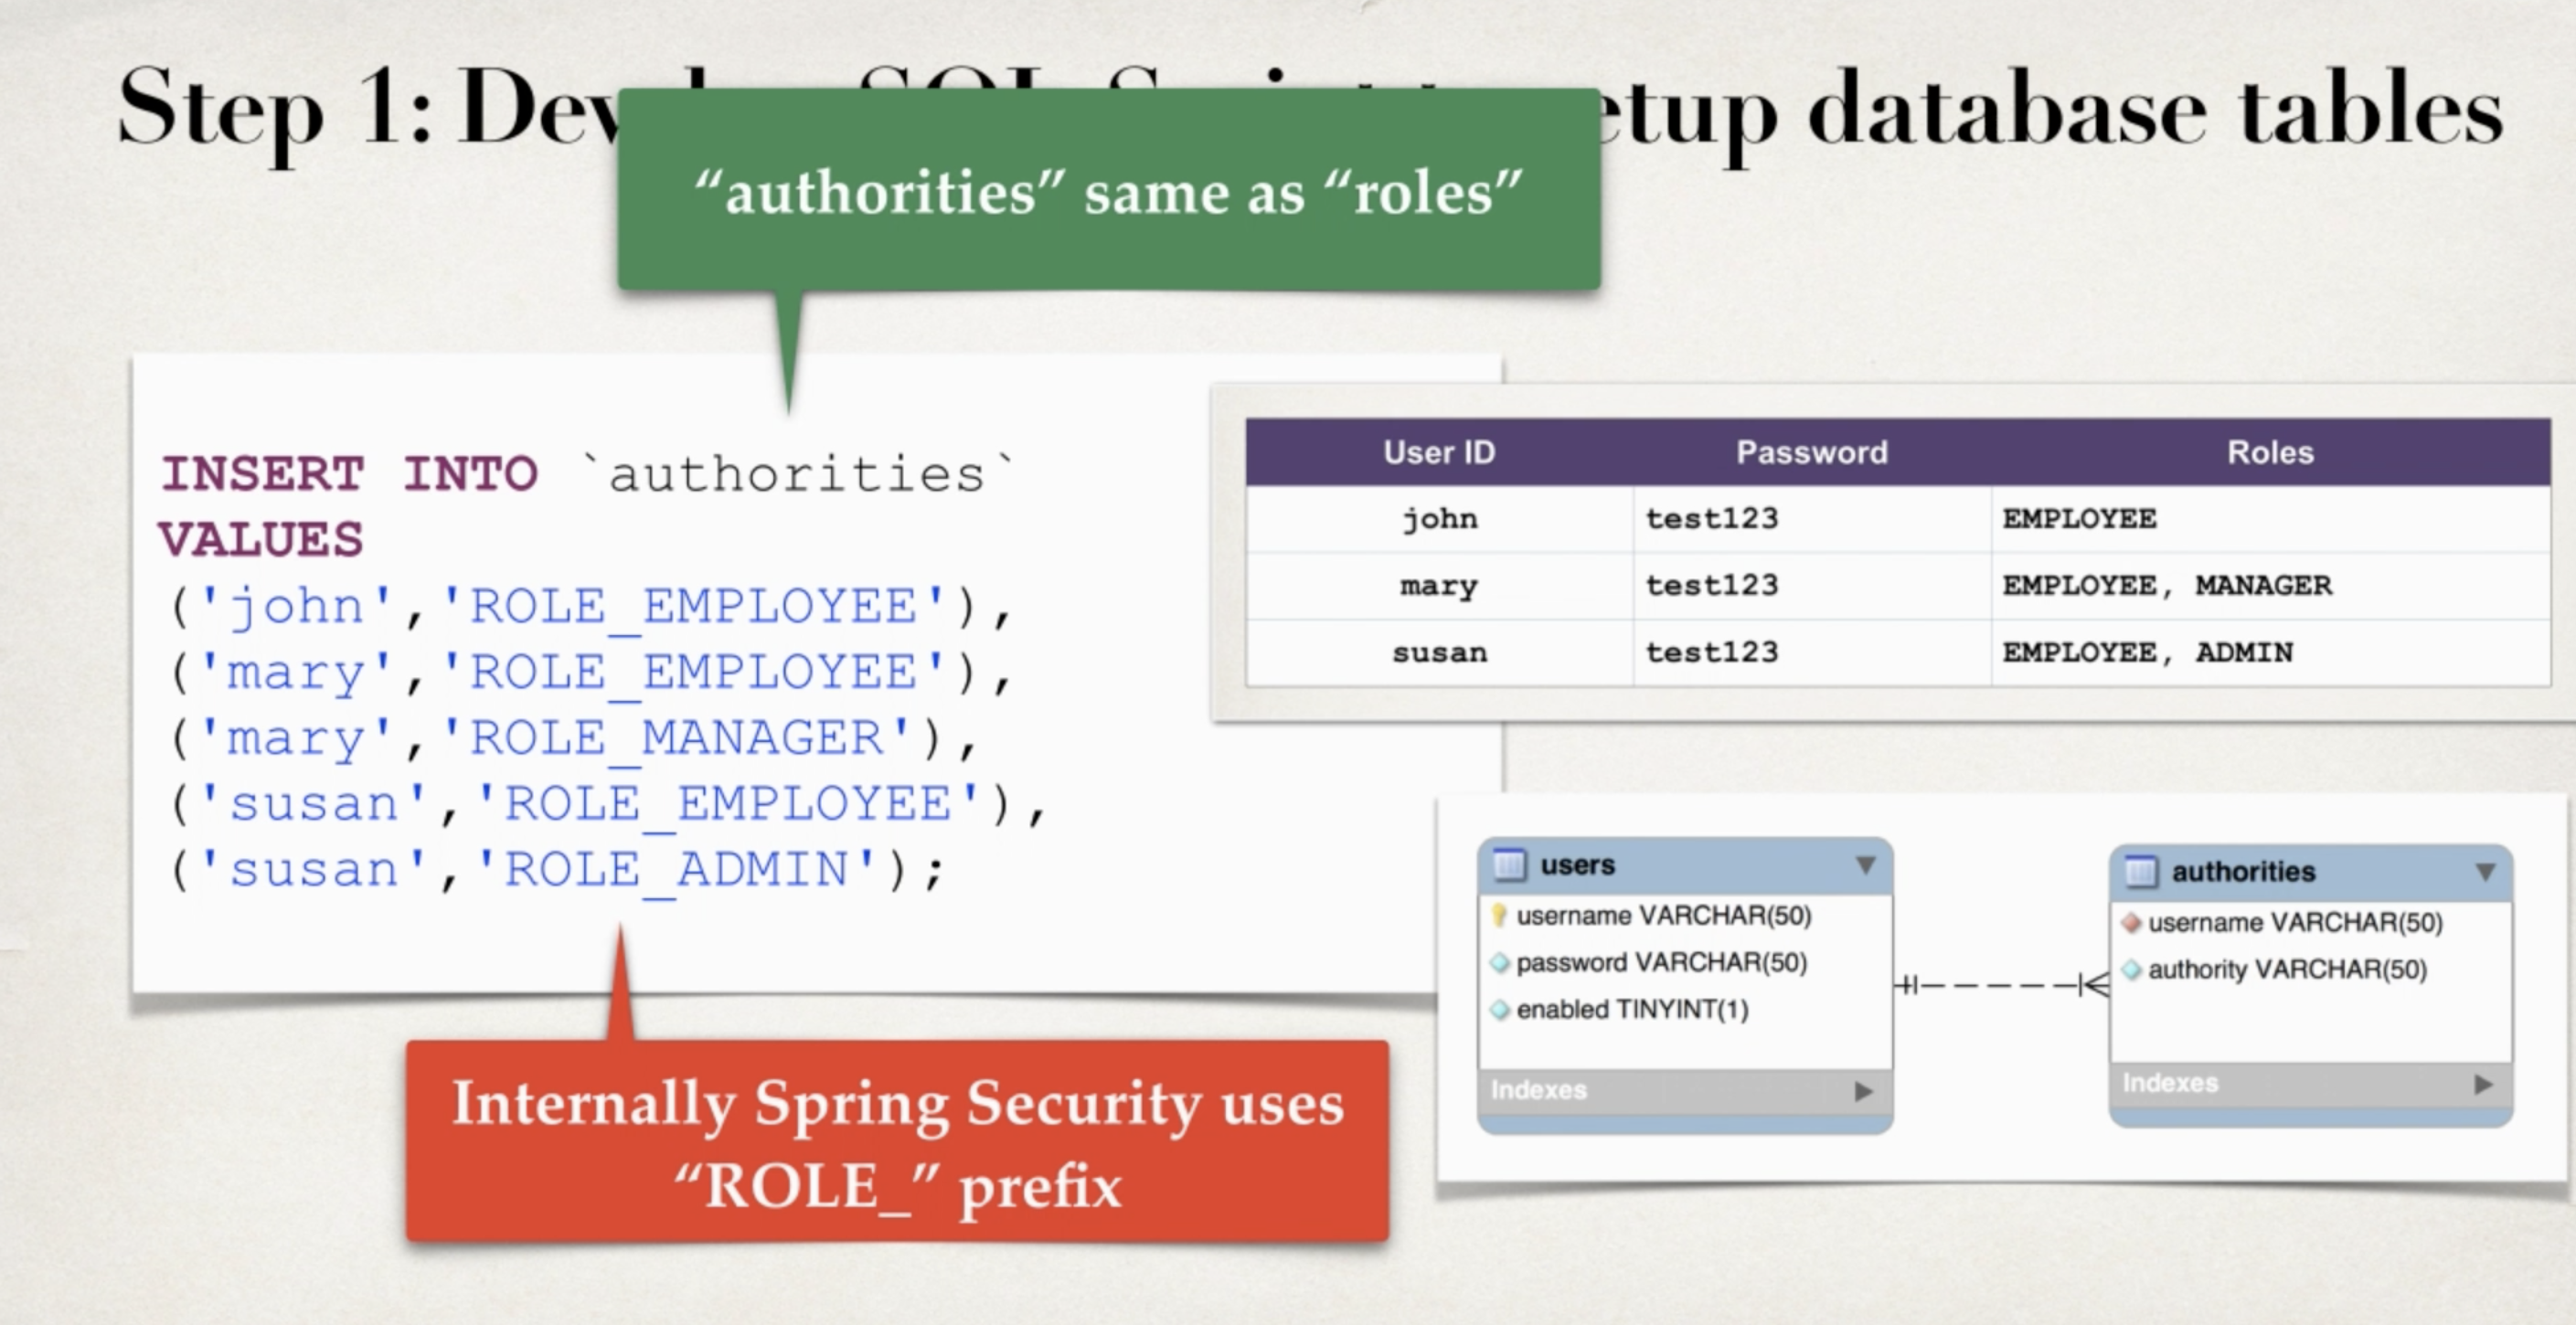 Step 1: Dev etup database tables
“authorities” same as “roles”
INSERT INTO `authorities`
VALUES
('john','ROLE_EMPLOYEE'),
('mary','ROLE_EMPLOYEE'),
('mary','ROLE_MANAGER'),
('susan','ROLE_EMPLOYEE'),
('susan','ROLE_ADMIN');
Internally Spring Security uses
“ROLE_” prefix
User ID Password Roles
john test123 EMPLOYEE
mary test123 EMPLOYEE, MANAGER
susan test123 EMPLOYEE, ADMIN
users
username VARCHAR(50)
password VARCHAR(50)
enabled TINYINT(1)
Indexes
authorities
username VARCHAR(50)
authority VARCHAR(50)
Indexes